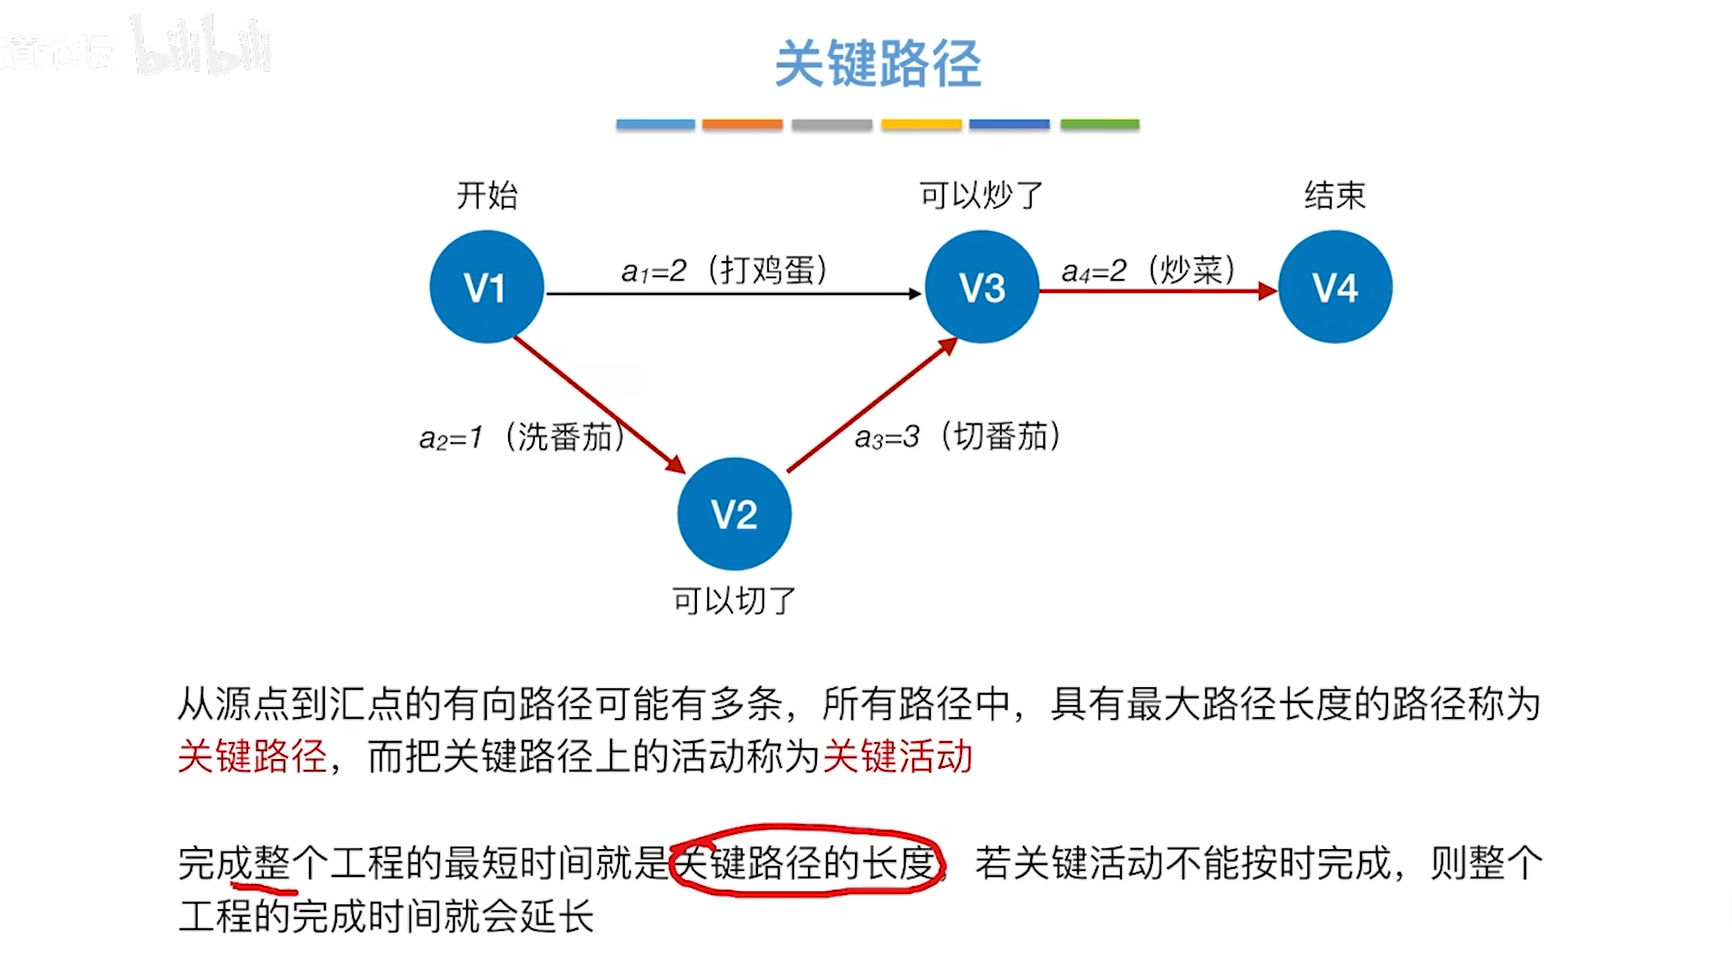 道论坛 bilibili
关键路径
开始
可以炒了
结束
V1
a₁=2（打鸡蛋）
V3
a₄=2（炒菜）
V4
a₂=1（洗番茄）
a₃=3（切番茄）
V2
可以切了
从源点到汇点的有向路径可能有多条，所有路径中，具有最大路径长度的路径称为
关键路径，而把关键路径上的活动称为关键活动
完成整个工程的最短时间就是关键路径的长度，若关键活动不能按时完成，则整个
工程的完成时间就会延长